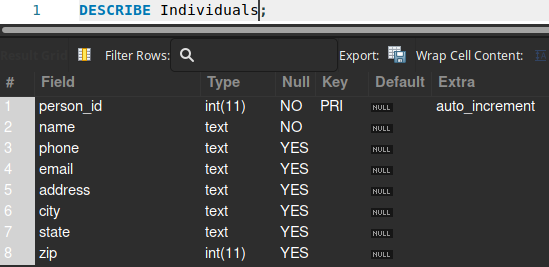 1 DESCRIBE Individuals;
Result Grid Filter Rows: Export: Wrap Cell Content: IA
# Field Type Null Key Default Extra
1 person_id int(11) NO PRI NULL auto_increment
2 name text NO NULL
3 phone text YES NULL
4 email text YES NULL
5 address text YES NULL
6 city text YES NULL
7 state text YES NULL
8 zip int(11) YES NULL